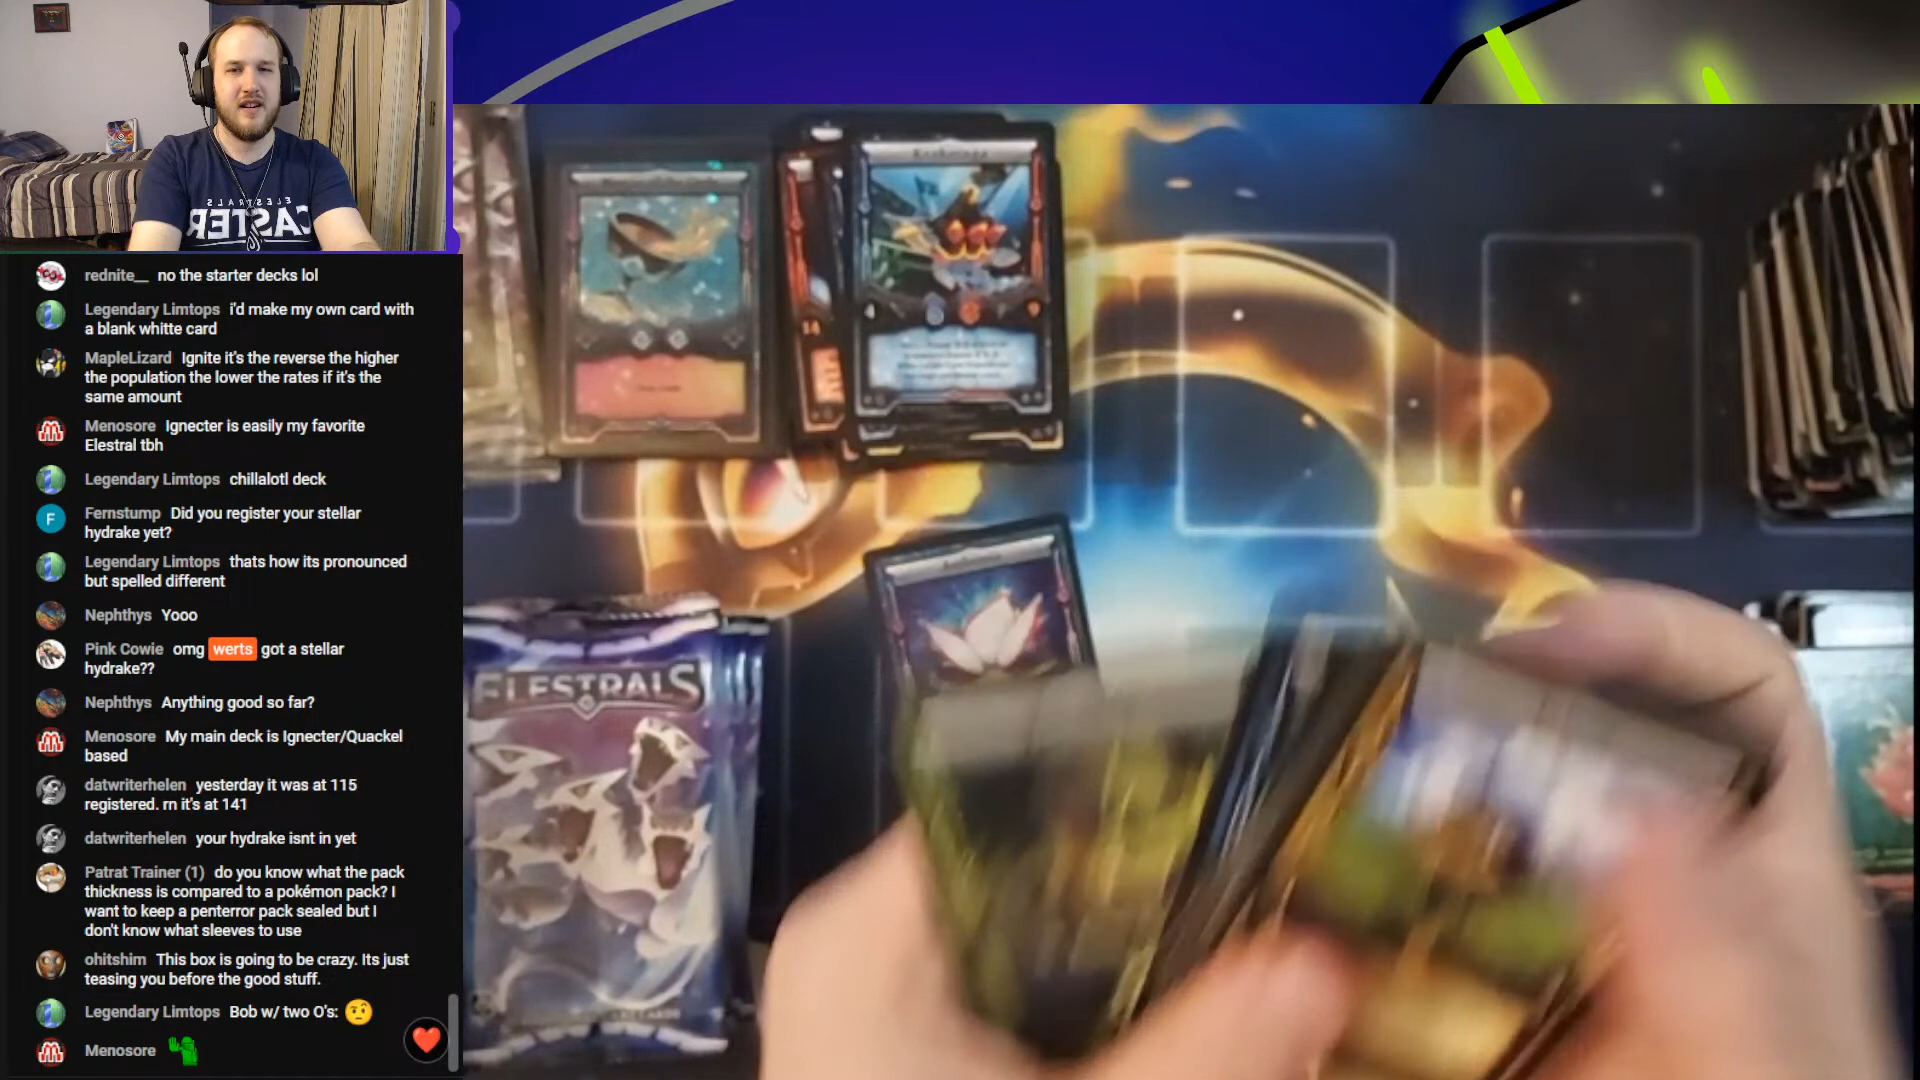 ELESTRALS
CASTER
rednite__ no the starter decks lol
Legendary Limtops i'd make my own card with
a blank whitte card
MapleLizard Ignite it's the reverse the higher
the population the lower the rates if it's the
same amount
Menosore Ignecter is easily my favorite
Elestral tbh
Legendary Limtops chillalotl deck
F
Fernstump Did you register your stellar
hydrake yet?
Legendary Limtops thats how its pronounced
but spelled different
Nephthys Yooo
Pink Cowie omg werts got a stellar
hydrake??
Nephthys Anything good so far?
Menosore My main deck is Ignecter/Quackel
based
datwriterhelen yesterday it was at 115
registered. rn it's at 141
datwriterhelen your hydrake isnt in yet
Patrat Trainer (1) do you know what the pack
thickness is compared to a pokémon pack? I
want to keep a penterror pack sealed but I
don't know what sleeves to use
ohitshim This box is going to be crazy. Its just
teasing you before the good stuff.
Legendary Limtops Bob w/ two O's: 🤨
Menosore
14
4
9
ELESTRALS